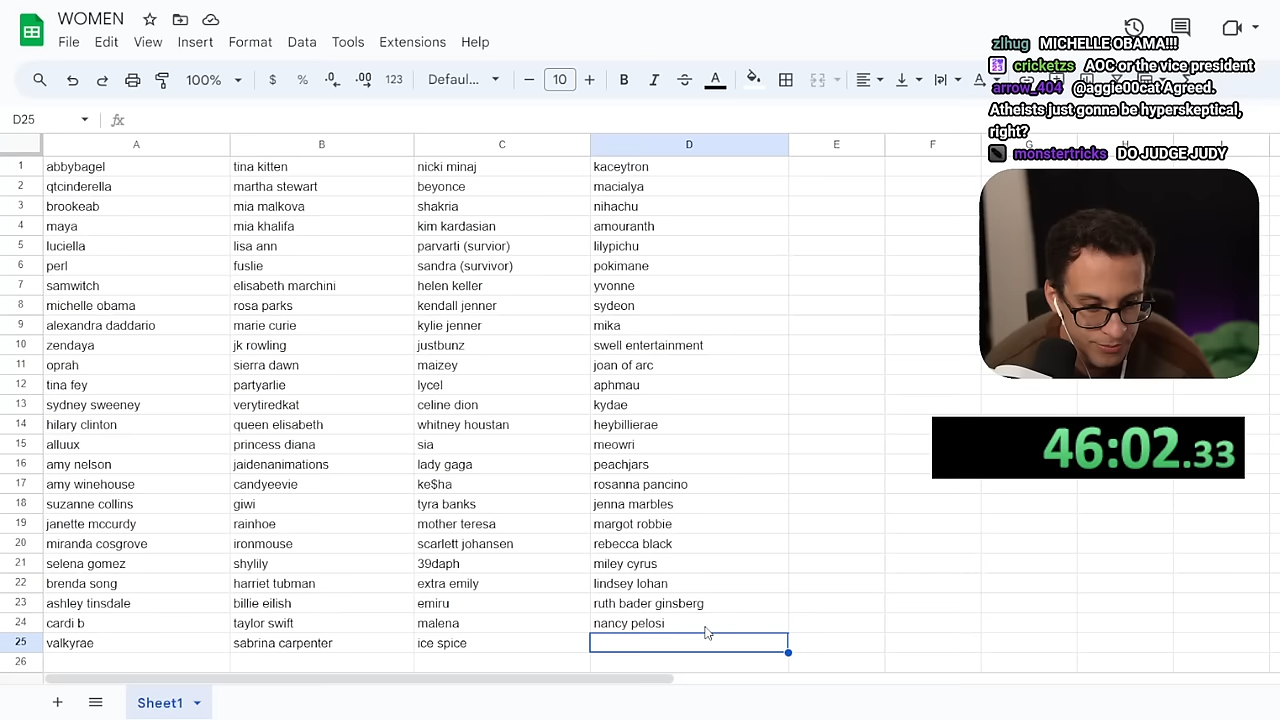 WOMEN
File Edit View Insert Format Data Tools Extensions Help
100% $ % .0 .00 123 Defaul... 10 B I A
zlhug MICHELLE OBAMA!!!
cricketzs AOC or the vice president
arrow_404 @aggie00cat Agreed.
Atheists just gonna be hyperskeptical,
right?
monstertricks DO JUDGE JUDY
D25 fx
A B C D E F G H I
1 abbybagel tina kitten nicki minaj kaceytron
2 qtcinderella martha stewart beyonce macialya
3 brookeab mia malkova shakria nihachu
4 maya mia khalifa kim kardasian amouranth
5 luciella lisa ann parvarti (survior) lilypichu
6 perl fuslie sandra (survivor) pokimane
7 samwitch elisabeth marchini helen keller yvonne
8 michelle obama rosa parks kendall jenner sydeon
9 alexandra daddario marie curie kylie jenner mika
10 zendaya jk rowling justbunz swell entertainment
11 oprah sierra dawn maizey joan of arc
12 tina fey partyarlie lycel aphmau
13 sydney sweeney verytiredkat celine dion kydae
14 hilary clinton queen elisabeth whitney houstan heybillierae
15 alluux princess diana sia meowri
16 amy nelson jaidenanimations lady gaga peachjars
17 amy winehouse candyeevie ke$ha rosanna pancino
18 suzanne collins giwi tyra banks jenna marbles
19 janette mccurdy rainhoe mother teresa margot robbie
20 miranda cosgrove ironmouse scarlett johansen rebecca black
21 selena gomez shylily 39daph miley cyrus
22 brenda song harriet tubman extra emily lindsey lohan
23 ashley tinsdale billie eilish emiru ruth bader ginsberg
24 cardi b taylor swift malena nancy pelosi
25 valkyrae sabrina carpenter ice spice
26
46:02.33
Sheet1